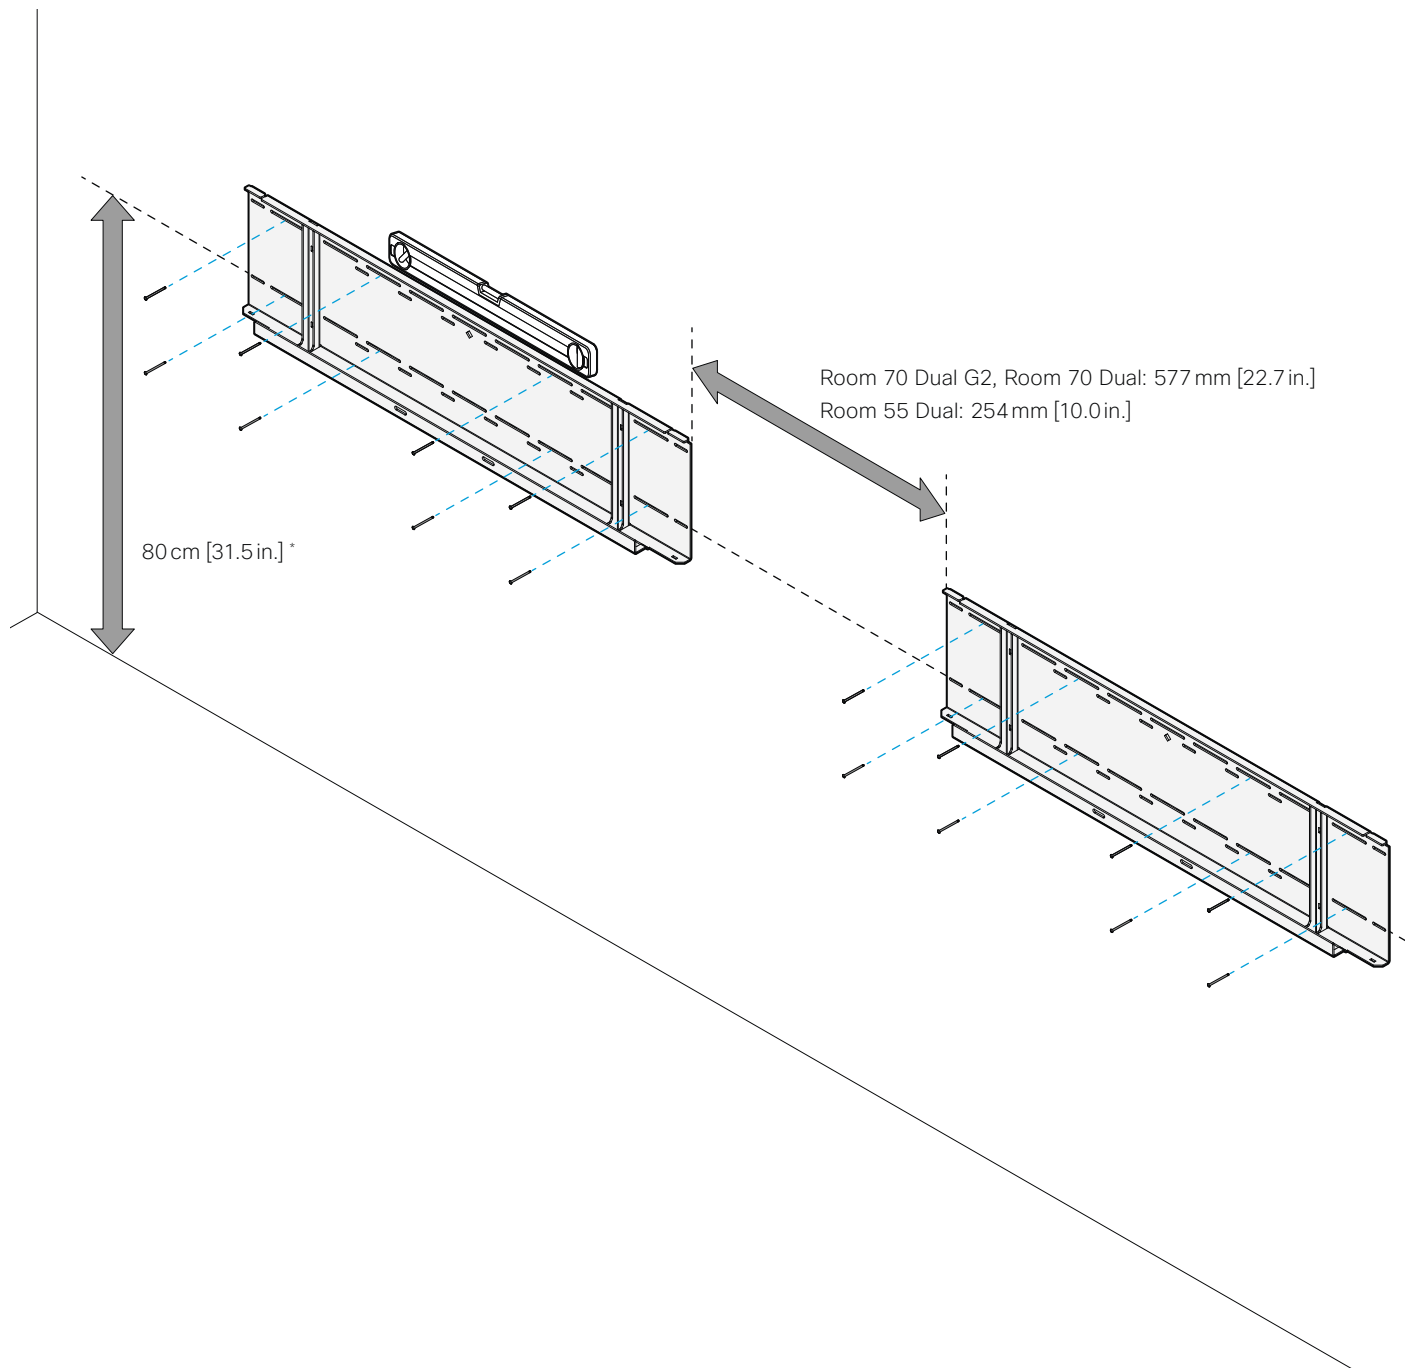 Room 70 Dual G2, Room 70 Dual: 577 mm [22.7 in.]
Room 55 Dual: 254 mm [10.0 in.]
80 cm [31.5 in.] *